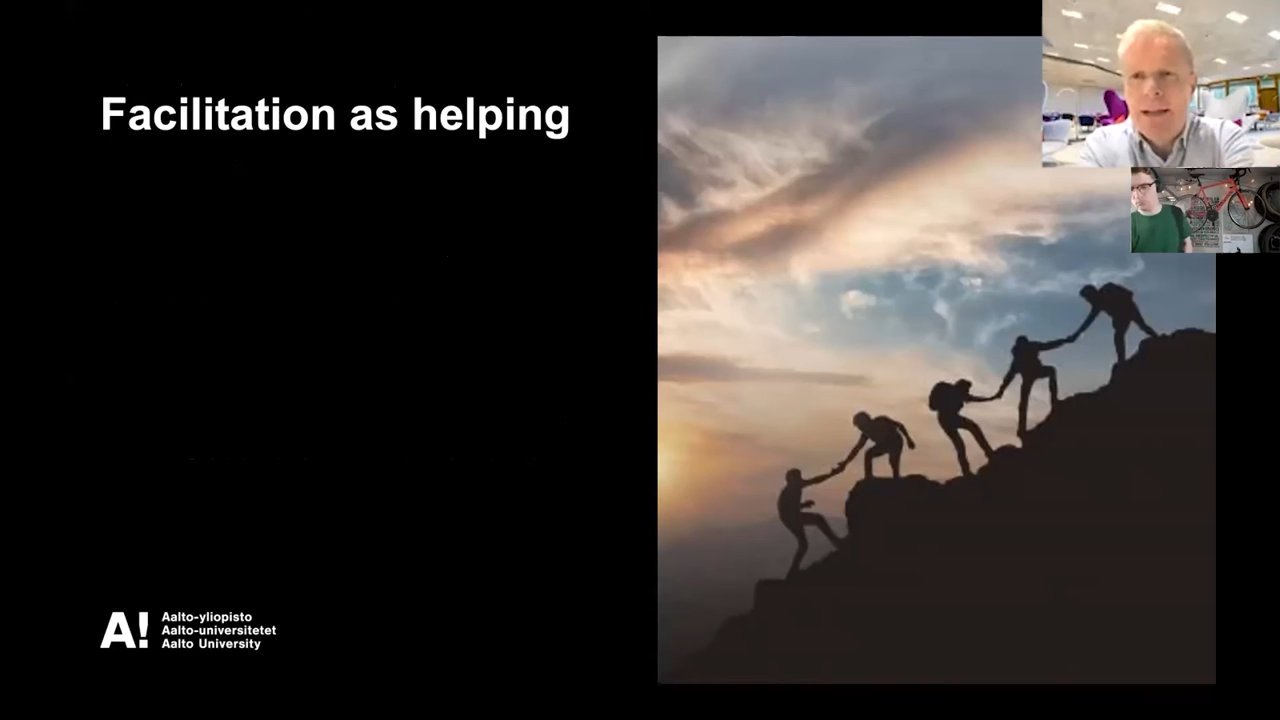 Facilitation as helping
A!
Aalto-yliopisto
Aalto-universitetet
Aalto University